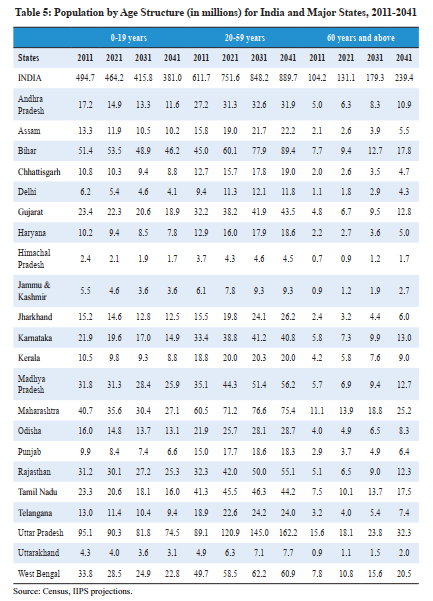 Table 5: Population by Age Structure (in millions) for India and Major States, 2011-2041
0-19 years 20-59 years 60 years and above
States 2011 2021 2031 2041 2011 2021 2031 2041 2011 2021 2031 2041
INDIA 494.7 464.2 415.8 381.0 611.7 751.6 848.2 889.7 104.2 131.1 179.3 239.4
Andhra
Pradesh 17.2 14.9 13.3 11.6 27.2 31.3 32.6 31.9 5.0 6.3 8.3 10.9
Assam 13.3 11.9 10.5 10.2 15.8 19.0 21.7 22.2 2.1 2.6 3.9 5.5
Bihar 51.4 53.5 48.9 46.2 45.0 60.1 77.9 89.4 7.7 9.4 12.7 17.8
Chhattisgarh 10.8 10.3 9.4 8.8 12.7 15.7 17.8 19.0 2.0 2.6 3.5 4.7
Delhi 6.2 5.4 4.6 4.1 9.4 11.3 12.1 11.8 1.1 1.8 2.9 4.3
Gujarat 23.4 22.3 20.6 18.9 32.2 38.2 41.9 43.5 4.8 6.7 9.5 12.8
Haryana 10.2 9.4 8.5 7.8 12.9 16.0 17.9 18.6 2.2 2.7 3.6 5.0
Himachal
Pradesh 2.4 2.1 1.9 1.7 3.7 4.3 4.6 4.5 0.7 0.9 1.2 1.7
Jammu &
Kashmir 5.5 4.6 3.6 3.6 6.1 7.8 9.3 9.3 0.9 1.2 1.9 2.7
Jharkhand 15.2 14.6 12.8 12.5 15.5 19.8 24.1 26.2 2.4 3.2 4.4 6.0
Karnataka 21.9 19.6 17.0 14.9 33.4 38.8 41.2 40.8 5.8 7.3 9.9 13.0
Kerala 10.5 9.8 9.3 8.8 18.8 20.0 20.3 20.0 4.2 5.8 7.6 9.0
Madhya
Pradesh 31.8 31.3 28.4 25.9 35.1 44.3 51.4 56.2 5.7 6.9 9.4 12.7
Maharashtra 40.7 35.6 30.4 27.1 60.5 71.2 76.6 75.4 11.1 13.9 18.8 25.2
Odisha 16.0 14.8 13.7 13.1 21.9 25.7 28.1 28.7 4.0 4.9 6.5 8.3
Punjab 9.9 8.4 7.4 6.6 15.0 17.7 18.6 18.3 2.9 3.7 4.9 6.4
Rajasthan 31.2 30.1 27.2 25.3 32.3 42.0 50.0 55.1 5.1 6.5 9.0 12.3
Tamil Nadu 23.3 20.6 18.1 16.0 41.3 45.5 46.3 44.2 7.5 10.1 13.7 17.5
Telangana 13.0 11.4 10.4 9.4 18.9 22.6 24.2 24.0 3.2 4.0 5.4 7.4
Uttar Pradesh 95.1 90.3 81.8 74.5 89.1 120.9 145.0 162.2 15.6 18.1 23.8 32.3
Uttarakhand 4.3 4.0 3.6 3.1 4.9 6.3 7.1 7.7 0.9 1.1 1.5 2.0
West Bengal 33.8 28.5 24.9 22.8 49.7 58.5 62.2 60.9 7.8 10.8 15.6 20.5
Source: Census, IIPS projections.